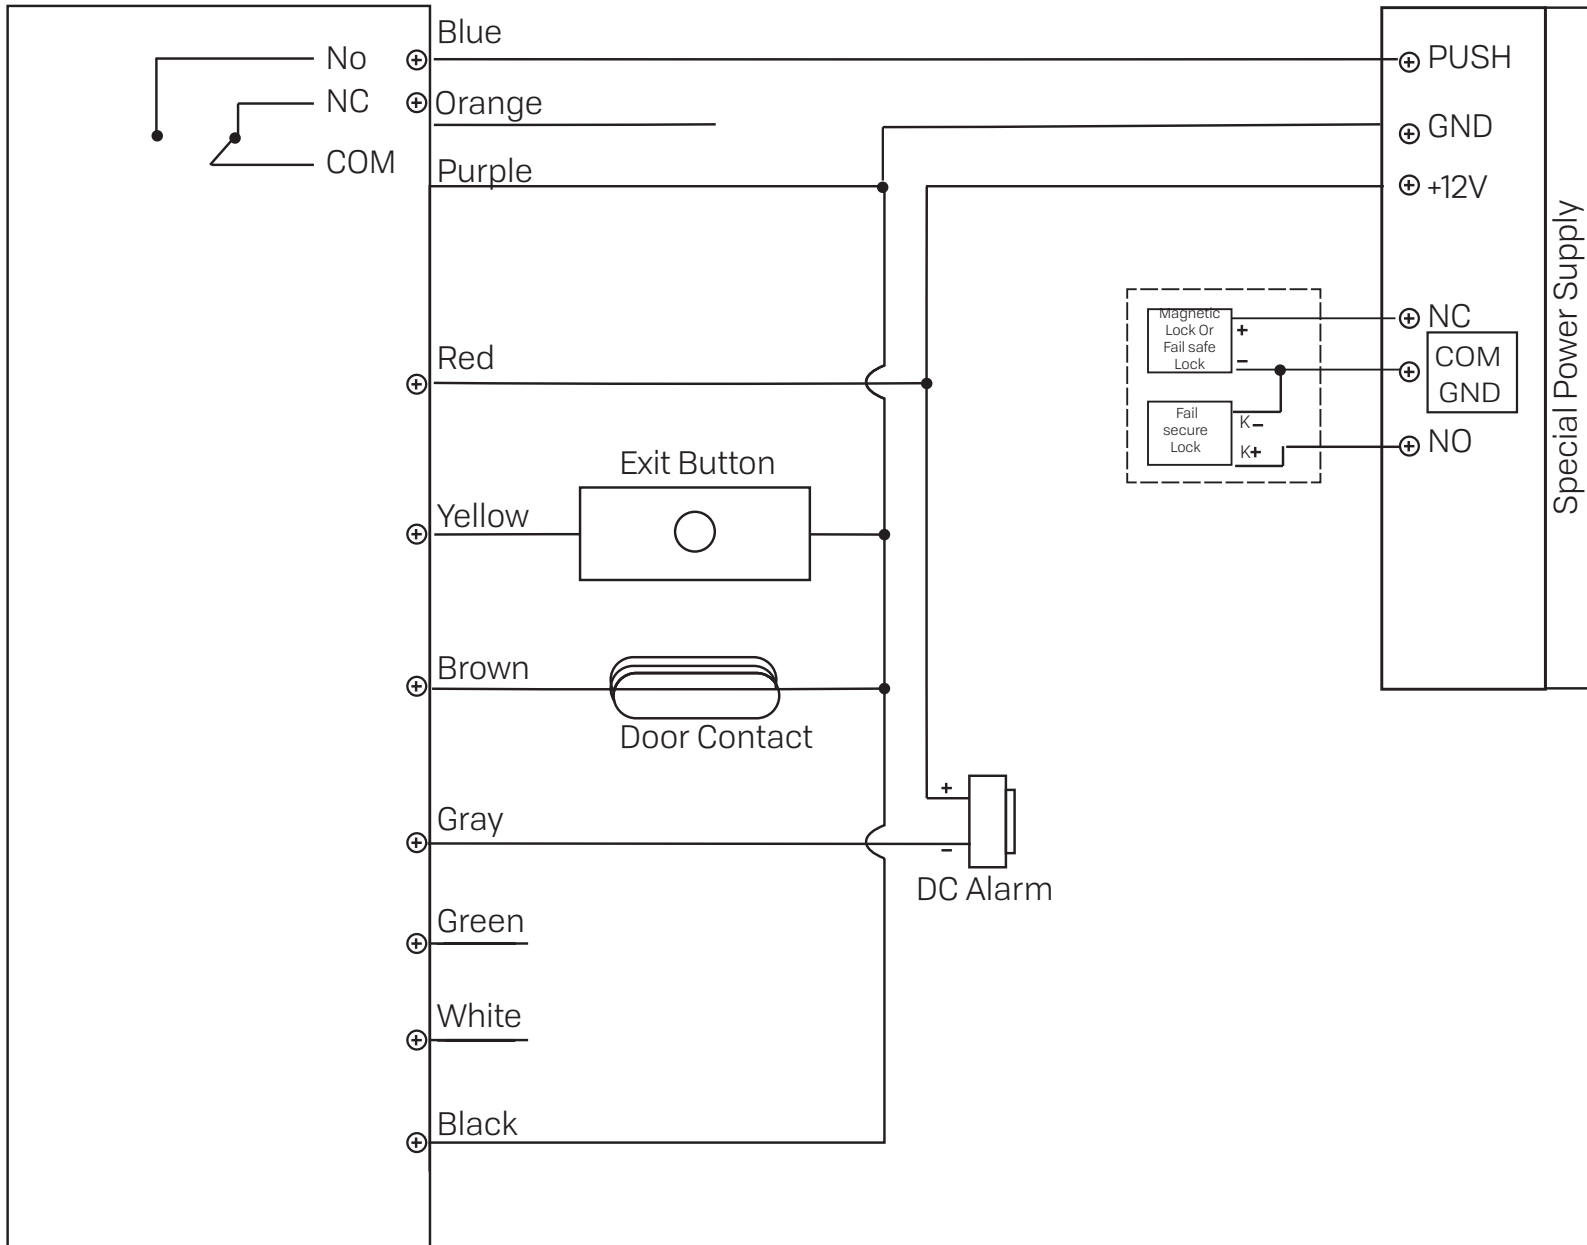 Blue
No
PUSH
NC
Orange
GND
COM
Purple
+12V
Special Power Supply
Magnetic
Lock Or
Fail safe
Lock
+
-
NC
COM
GND
Fail
secure
Lock
K-
K+
NO
Red
Exit Button
Yellow
Brown
Door Contact
Gray
+
-
DC Alarm
Green
White
Black